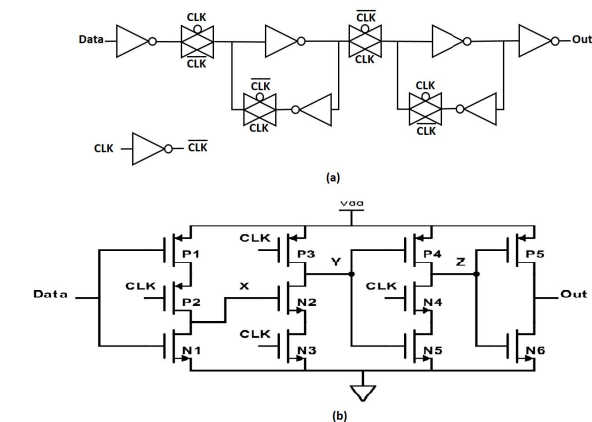 CLK
CLK
Data
CLK
CLK
Out
CLK
CLK
CLK
CLK
CLK
CLK
(a)
Vdd
CLK
P1
P3
P4
P5
Y
Z
Data
CLK
P2
X
N2
CLK
N4
Out
CLK
N1
N3
N5
N6
(b)